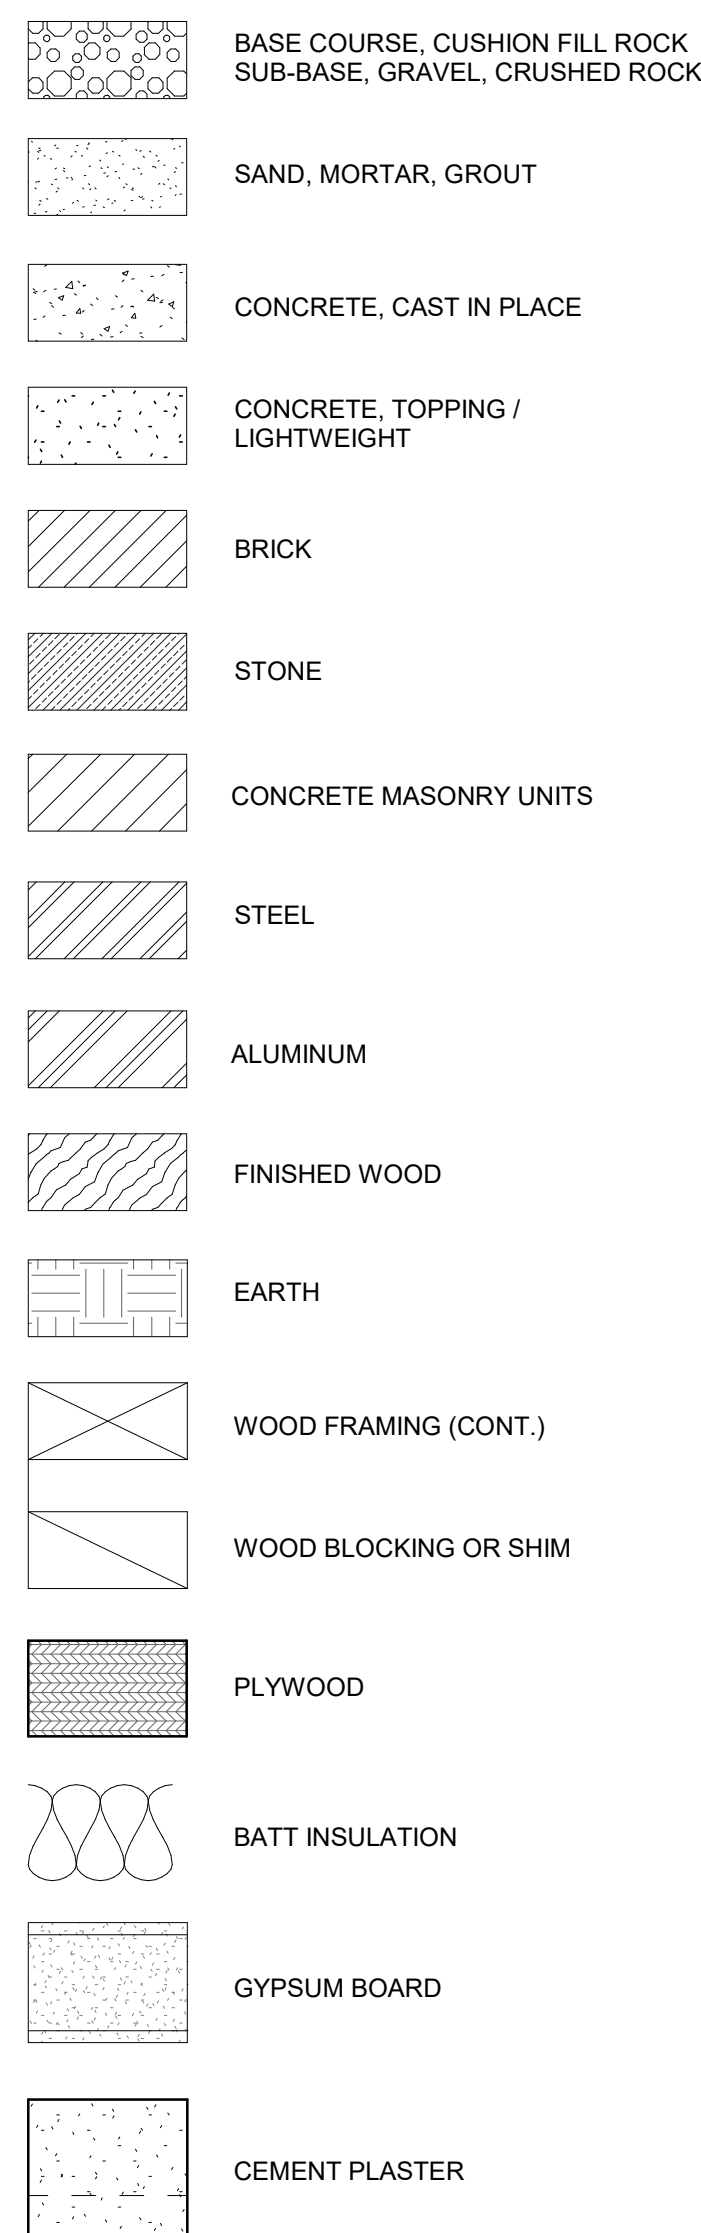 BASE COURSE, CUSHION FILL ROCK
SUB-BASE, GRAVEL, CRUSHED ROCK
SAND, MORTAR, GROUT
CONCRETE, CAST IN PLACE
CONCRETE, TOPPING /
LIGHTWEIGHT
BRICK
STONE
CONCRETE MASONRY UNITS
STEEL
ALUMINUM
FINISHED WOOD
EARTH
WOOD FRAMING (CONT.)
WOOD BLOCKING OR SHIM
PLYWOOD
BATT INSULATION
GYPSUM BOARD
CEMENT PLASTER